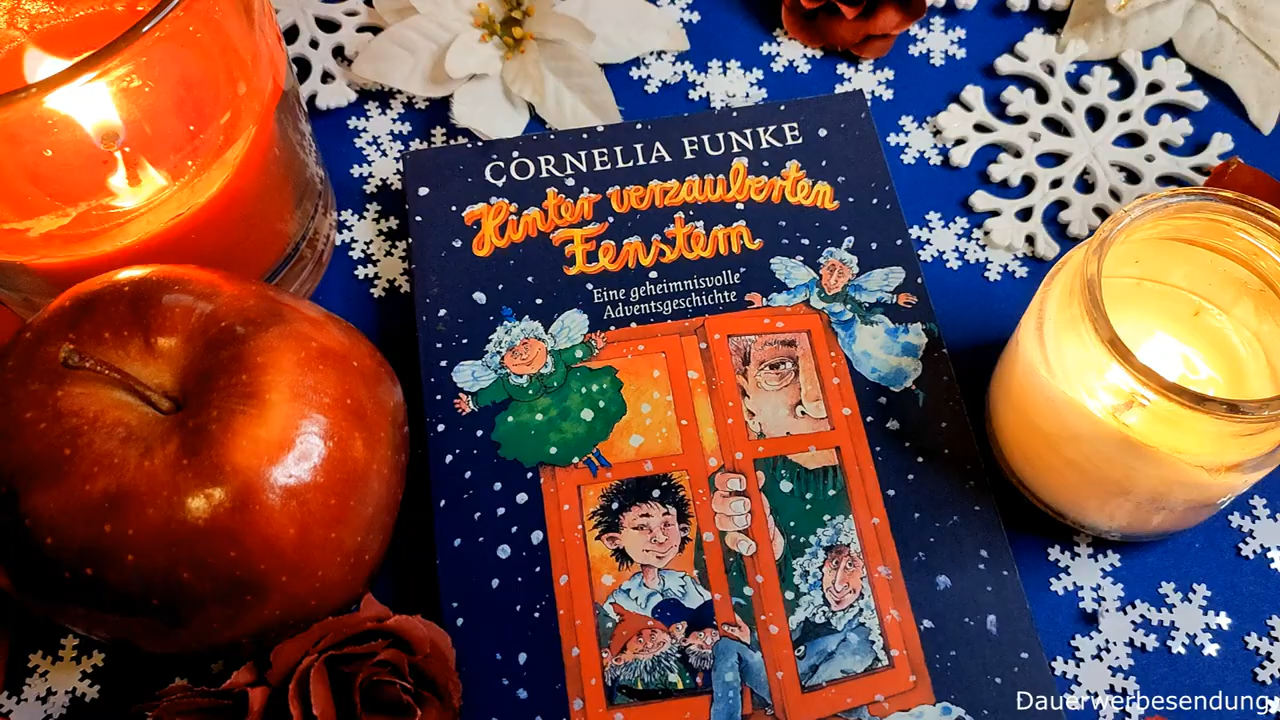 CORNELIA FUNKE
Hinter verzauberten
Fenstern
Eine geheimnisvolle
Adventsgeschichte
Dauerwerbesendung